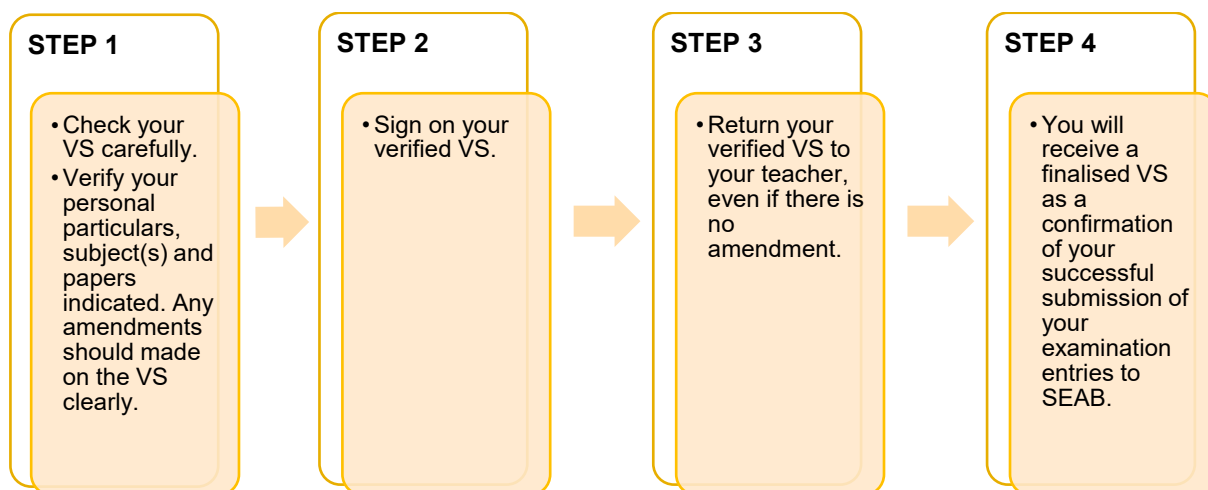 STEP 1
• Check your
VS carefully.
• Verify your
personal
particulars,
subject(s) and
papers
indicated. Any
amendments
should made
on the VS
clearly.
STEP 2
• Sign on your
verified VS.
STEP 3
• Return your
verified VS to
your teacher,
even if there is
no
amendment.
STEP 4
• You will
receive a
finalised VS
as a
confirmation
of your
successful
submission of
your
examination
entries to
SEAB.